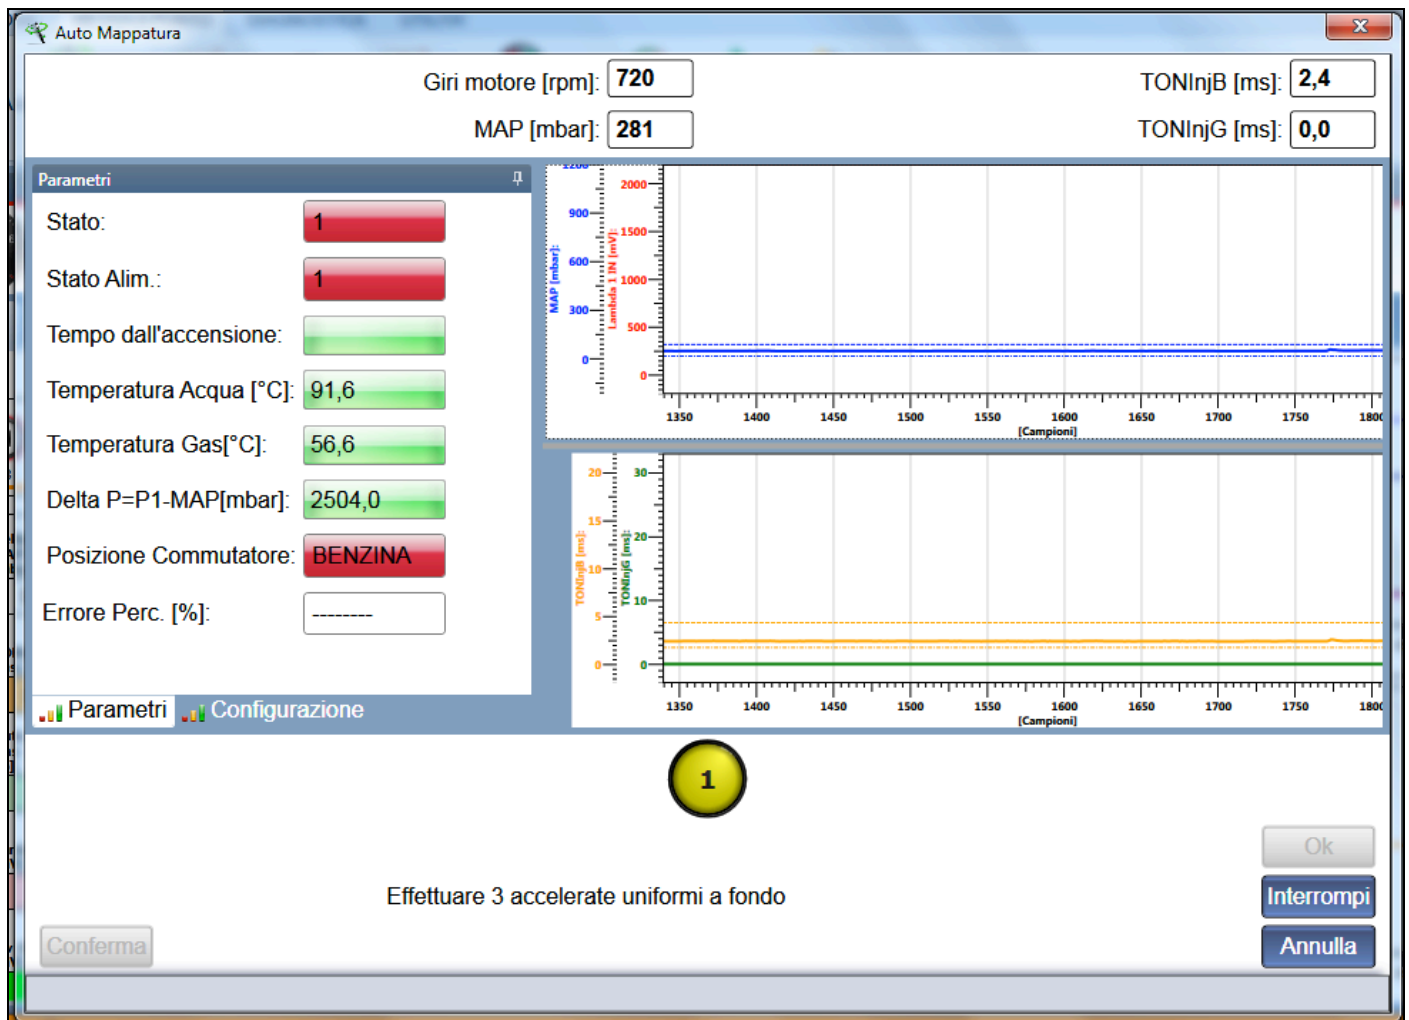 Auto Mappatura
Giri motore [rpm]: 720
TONInjB [ms]: 2,4
MAP [mbar]: 281
TONInjG [ms]: 0,0
Parametri
Stato: 1
Stato Alim.: 1
Tempo dall'accensione:
Temperatura Acqua [°C]: 91,6
Temperatura Gas[°C]: 56,6
Delta P=P1-MAP[mbar]: 2504,0
Posizione Commutatore: BENZINA
Errore Perc. [%]: --------
Parametri
Configurazione
MAP [mbar]:
1200
900
600
300
0
Lambda 1 IN [mV]:
2000
1500
1000
500
0
1350 1400 1450 1500 1550 1600 1650 1700 1750 1800
[Campioni]
TONInjB [ms]:
20
15
10
5
0
TONInjG [ms]:
30
20
10
0
1350 1400 1450 1500 1550 1600 1650 1700 1750 1800
[Campioni]
1
Effettuare 3 accelerate uniformi a fondo
Ok
Interrompi
Annulla
Conferma